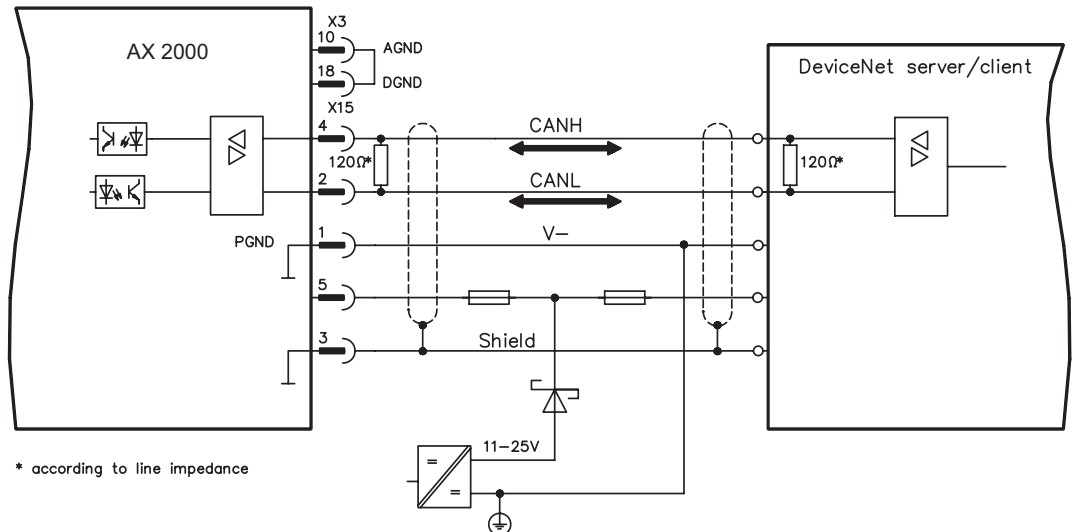 X3
10
AX 2000
AGND
18
DGND
DeviceNet server/client
X15
4
CANH
120Ω*
120Ω*
2
CANL
PGND
1
V–
5
3
Shield
11–25V
=
=
* according to line impedance